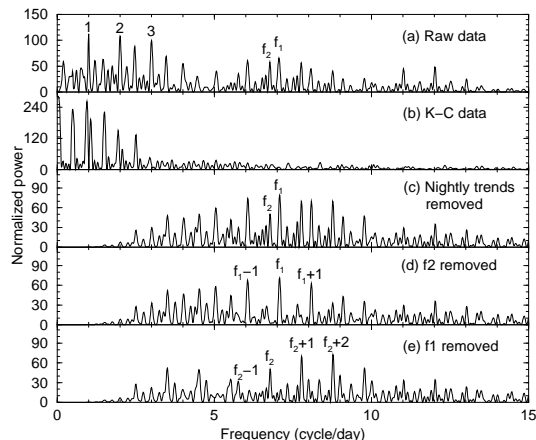 150
100
50
0
1 2 3
f₂ f₁
(a) Raw data
240
180
120
60
0
(b) K–C data
90
60
30
0
f₁
f₂
(c) Nightly trends
removed
90
60
30
0
f₁−1 f₁ f₁+1
(d) f2 removed
90
60
30
0
f₂−1 f₂ f₂+1 f₂+2
(e) f1 removed
0 5 10 15
Frequency (cycle/day)
Normalized power